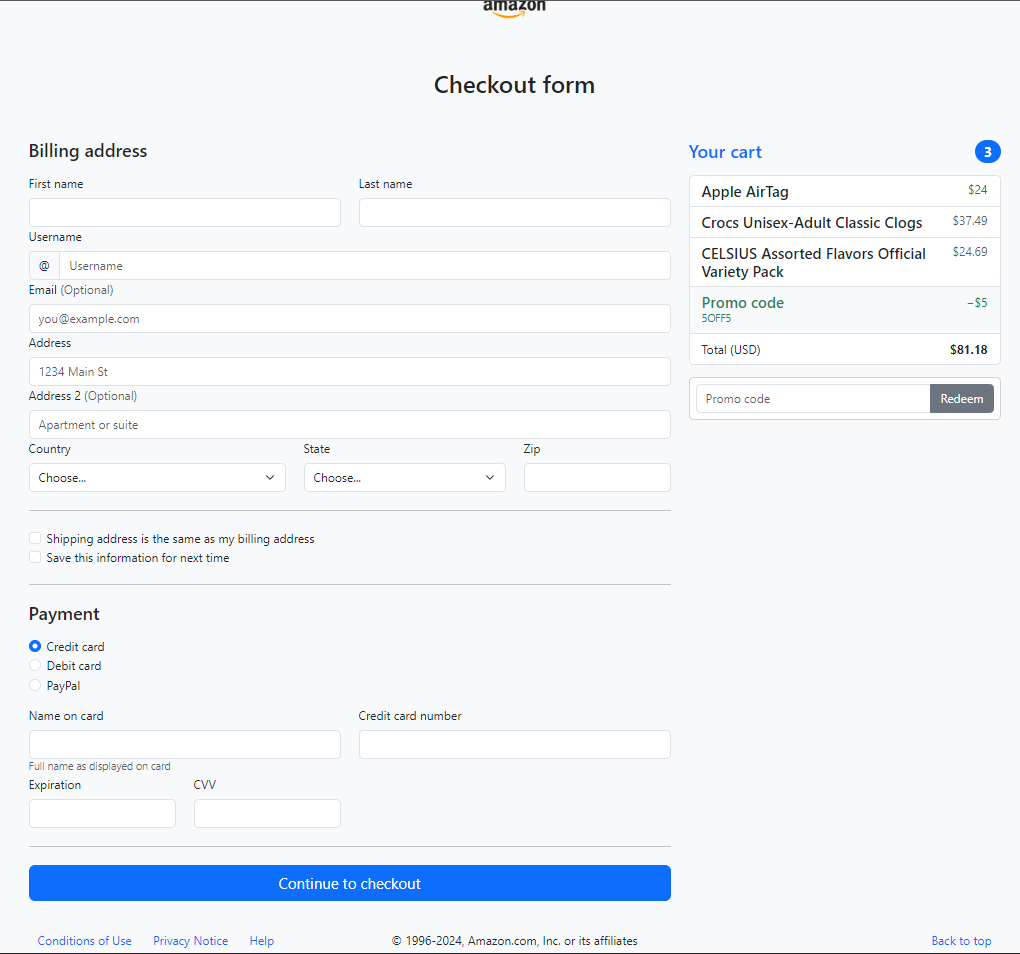 amazon
Checkout form
Billing address
First name
Last name
Username
@ Username
Email (Optional)
you@example.com
Address
1234 Main St
Address 2 (Optional)
Apartment or suite
Country
State
Zip
Choose...
Choose...
Shipping address is the same as my billing address
Save this information for next time
Payment
Credit card
Debit card
PayPal
Name on card
Credit card number
Full name as displayed on card
Expiration
CVV
Continue to checkout
Your cart 3
Apple AirTag $24
Crocs Unisex-Adult Classic Clogs $37.49
CELSIUS Assorted Flavors Official $24.69
Variety Pack
Promo code −$5
5OFF5
Total (USD) $81.18
Promo code Redeem
Conditions of Use Privacy Notice Help © 1996-2024, Amazon.com, Inc. or its affiliates Back to top